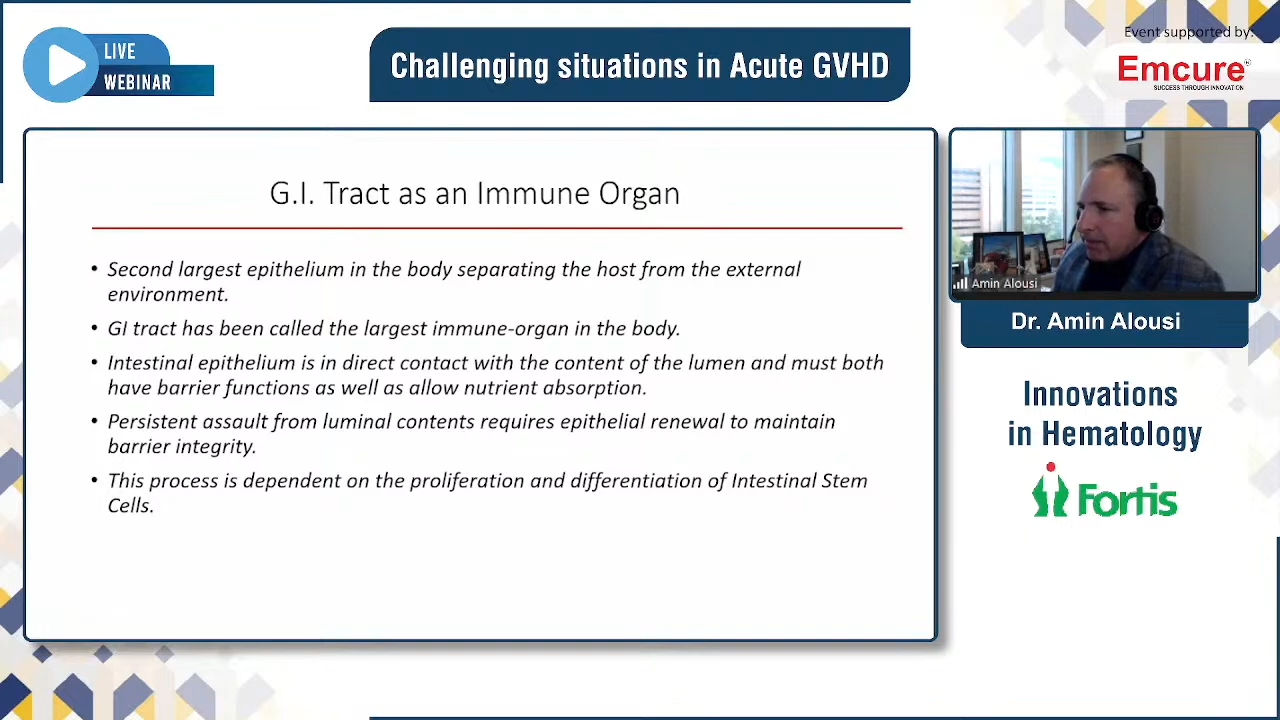 LIVE
WEBINAR
Challenging situations in Acute GVHD
Event supported by:
Emcure®
SUCCESS THROUGH INNOVATION
G.I. Tract as an Immune Organ
• Second largest epithelium in the body separating the host from the external
environment.
• GI tract has been called the largest immune-organ in the body.
• Intestinal epithelium is in direct contact with the content of the lumen and must both
have barrier functions as well as allow nutrient absorption.
• Persistent assault from luminal contents requires epithelial renewal to maintain
barrier integrity.
• This process is dependent on the proliferation and differentiation of Intestinal Stem
Cells.
Amin Alousi
Dr. Amin Alousi
Innovations
in Hematology
Fortis